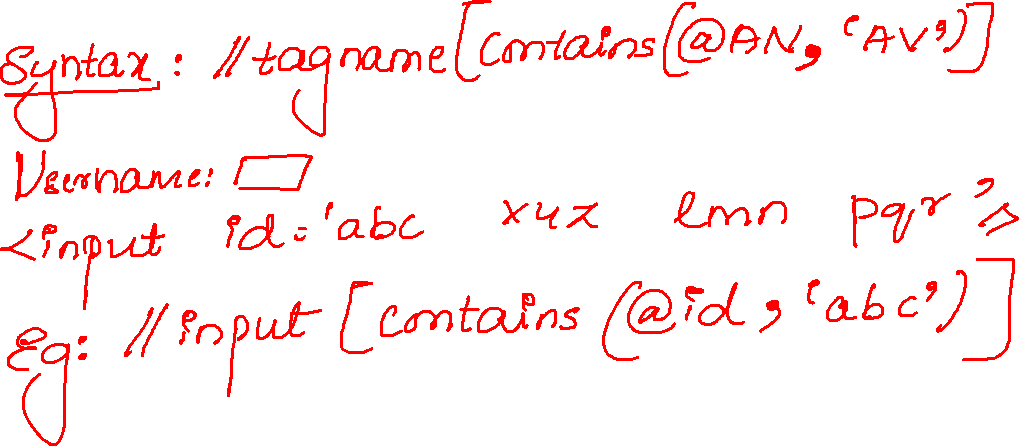 Syntax: //tagname[contains(@AN, 'AV')]
Username:
<input id='abc xyz lmn pqr'>
Eg: //input[contains(@id, 'abc')]